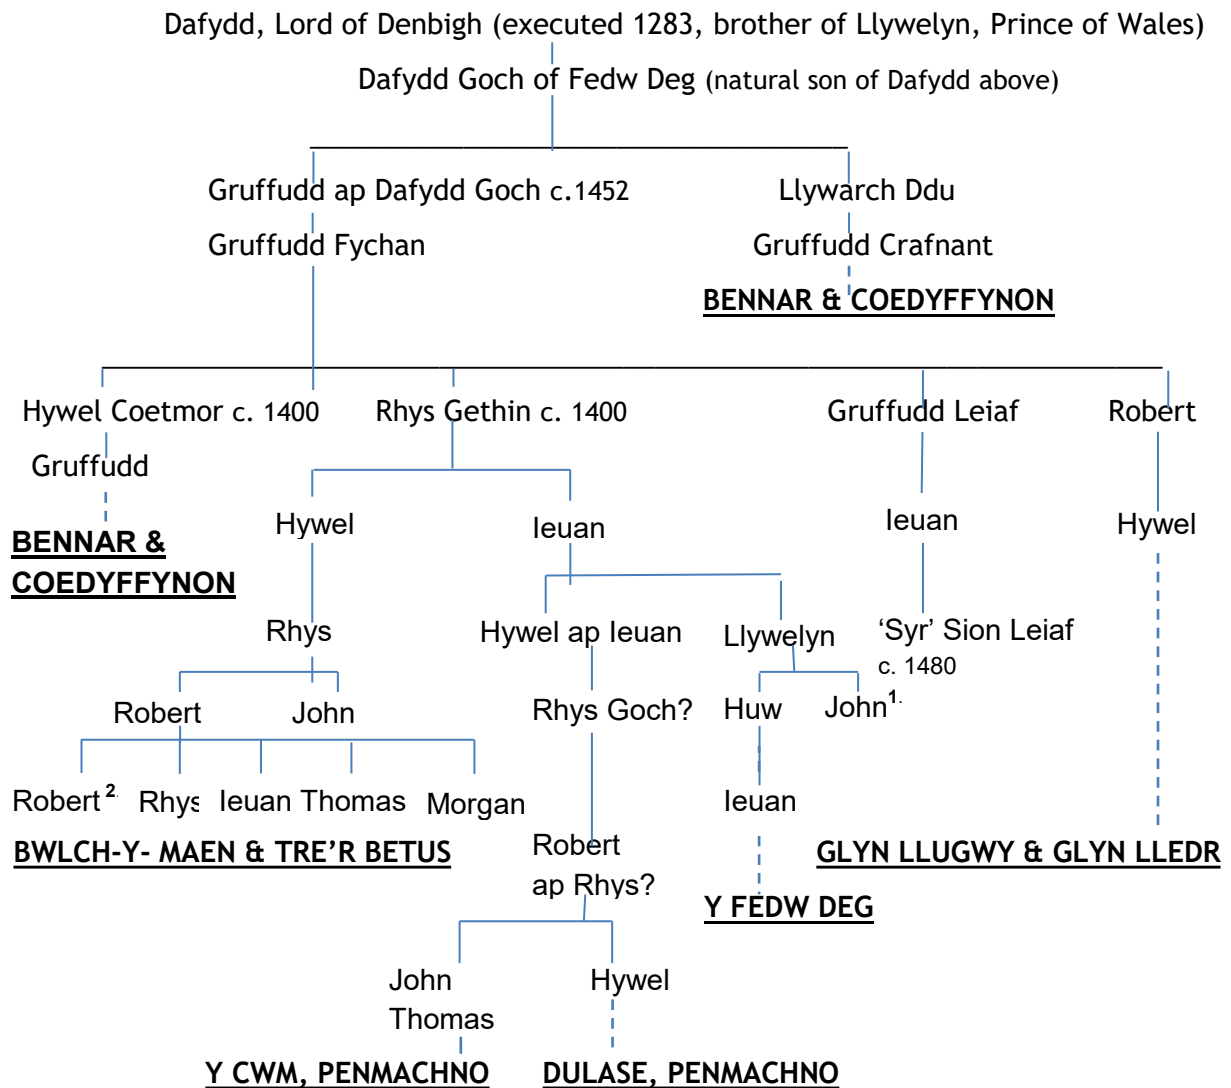 Dafydd, Lord of Denbigh (executed 1283, brother of Llywelyn, Prince of Wales)
Dafydd Goch of Fedw Deg (natural son of Dafydd above)
Gruffudd ap Dafydd Goch c.1452 Llywarch Ddu
Gruffudd Fychan Gruffudd Crafnant
BENNAR & COEDYFFYNON
Hywel Coetmor c. 1400 Rhys Gethin c. 1400 Gruffudd Leiaf Robert
Gruffudd
Hywel Ieuan Ieuan Hywel
BENNAR &
COEDYFFYNON
Rhys Hywel ap Ieuan Llywelyn ‘Syr’ Sion Leiaf
c. 1480
Robert John Rhys Goch? Huw John1.
Robert 2. Rhys Ieuan Thomas Morgan Ieuan
BWLCH-Y- MAEN & TRE’R BETUS Robert GLYN LLUGWY & GLYN LLEDR
ap Rhys?
Y FEDW DEG
John Hywel
Thomas
Y CWM, PENMACHNO DULASE, PENMACHNO